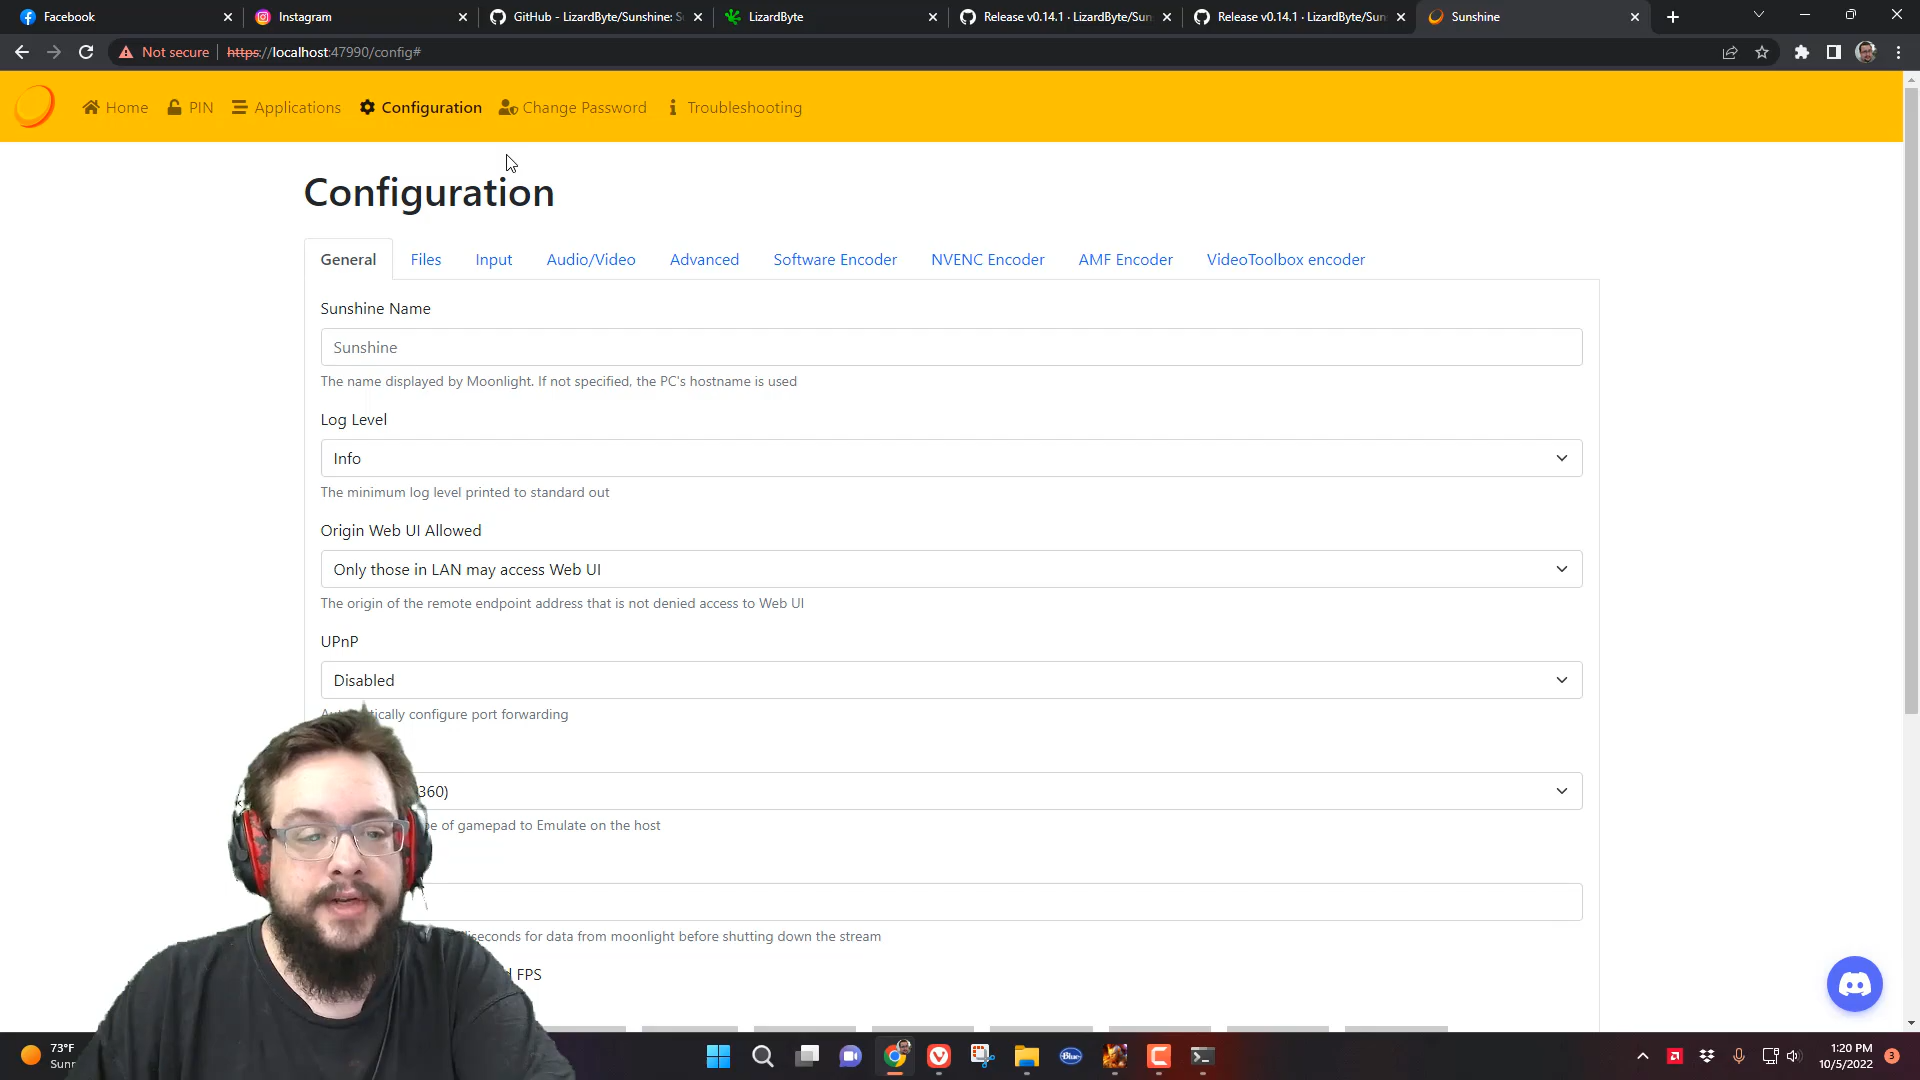 Facebook
Instagram
GitHub - LizardByte/Sunshine: S
LizardByte
Release v0.14.1 · LizardByte/Sun
Release v0.14.1 · LizardByte/Sun
Sunshine
Not secure
https://localhost:47990/config#
Home
PIN
Applications
Configuration
Change Password
Troubleshooting
Configuration
General
Files
Input
Audio/Video
Advanced
Software Encoder
NVENC Encoder
AMF Encoder
VideoToolbox encoder
Sunshine Name
Sunshine
The name displayed by Moonlight. If not specified, the PC's hostname is used
Log Level
Info
The minimum log level printed to standard out
Origin Web UI Allowed
Only those in LAN may access Web UI
The origin of the remote endpoint address that is not denied access to Web UI
UPnP
Disabled
configure port forwarding
360)
of gamepad to Emulate on the host
for data from moonlight before shutting down the stream
FPS
73°F
Sunr
Blue
1:20 PM
10/5/2022
3